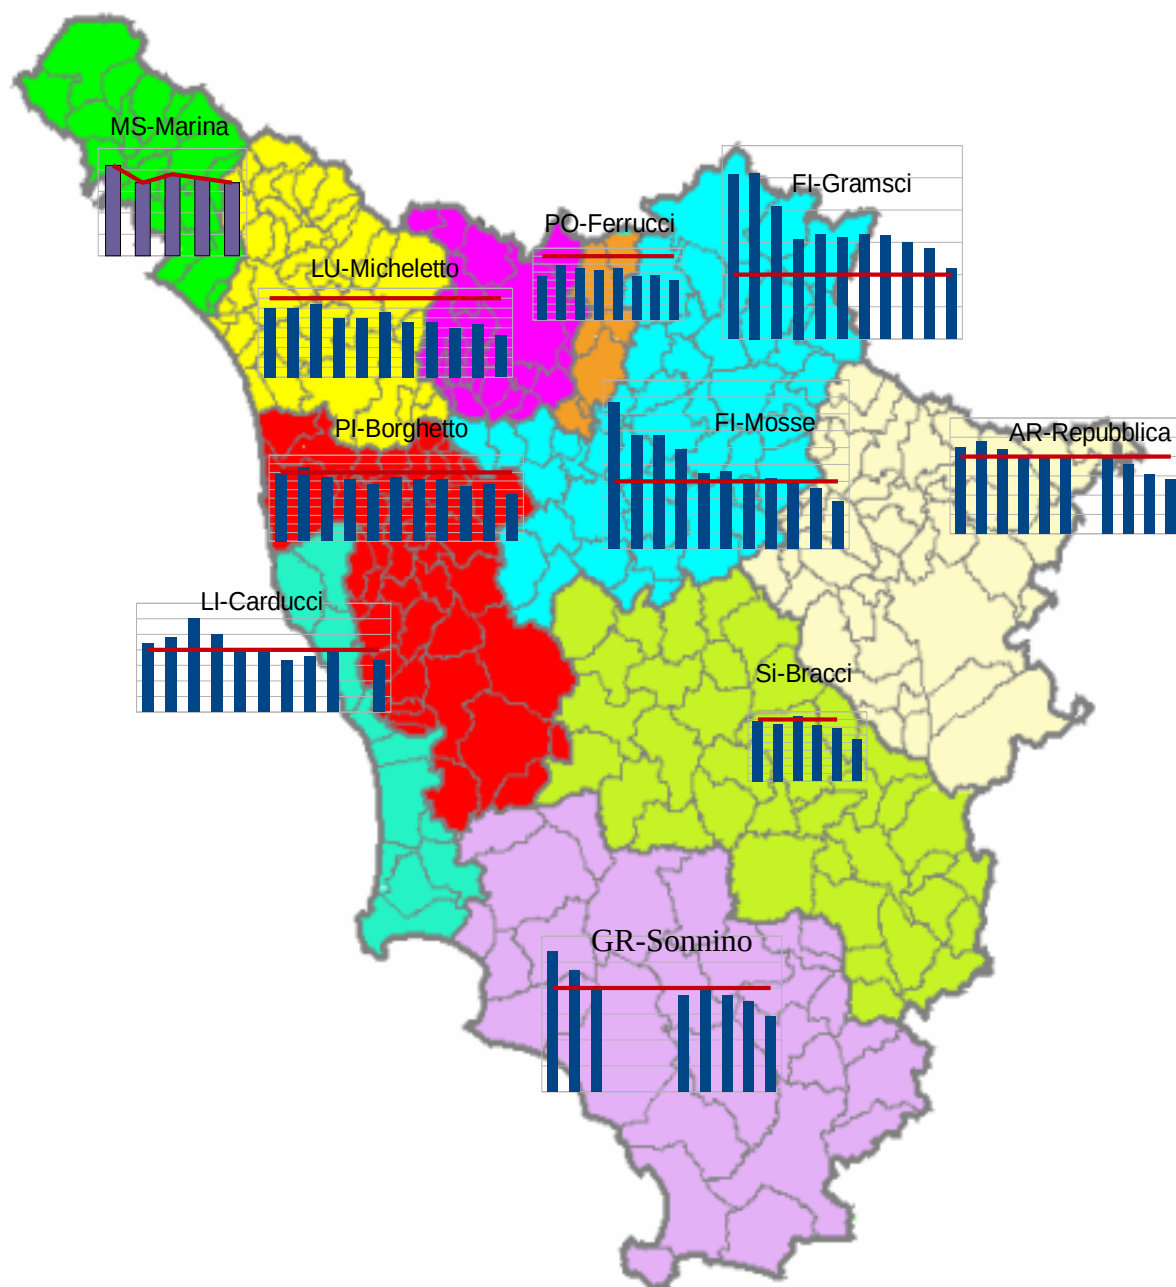 MS-Marina
FI-Gramsci
PO-Ferrucci
LU-Micheletto
PI-Borghetto
FI-Mosse
AR-Repubblica
LI-Carducci
Si-Bracci
GR-Sonnino